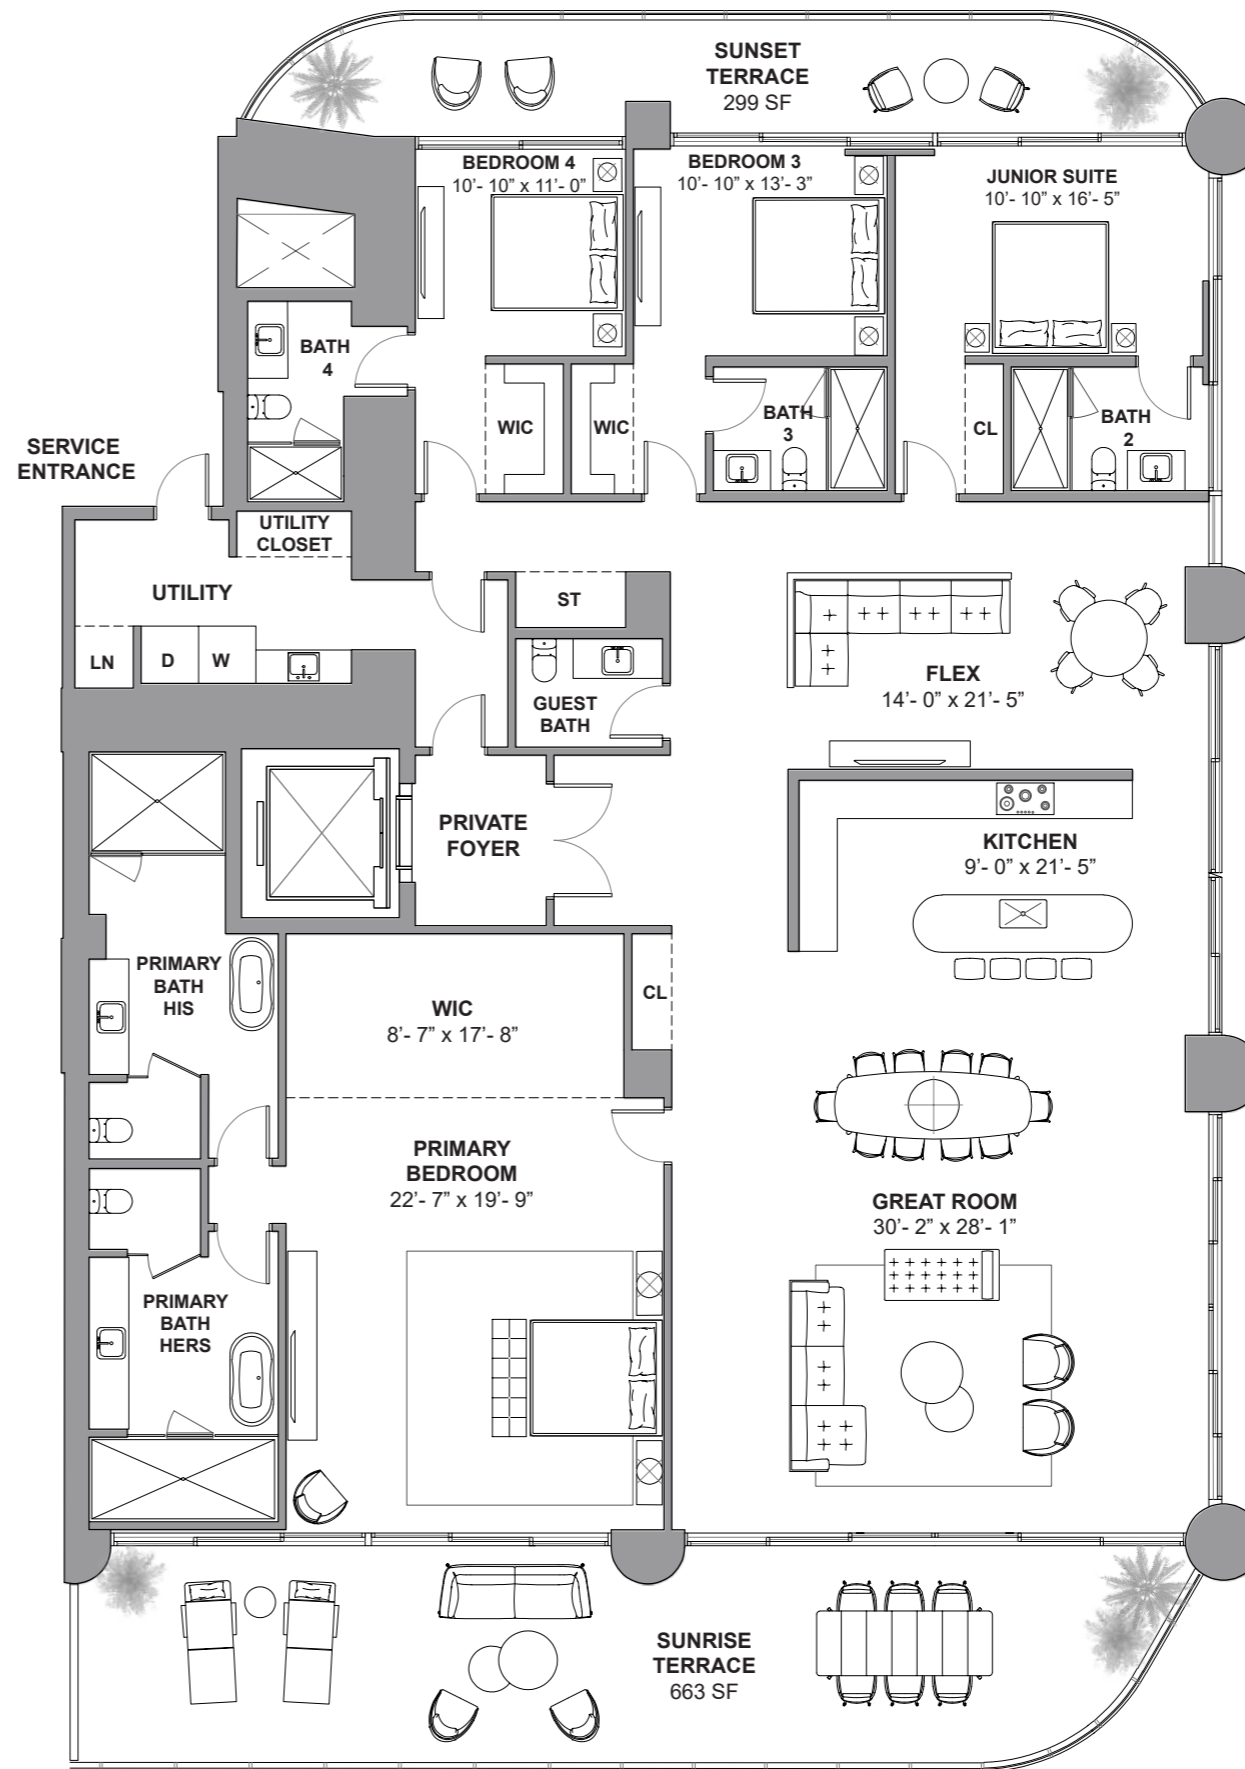 SUNSET
TERRACE
299 SF
BEDROOM 4
10’- 10” x 11’- 0”
BEDROOM 3
10’- 10” x 13’- 3”
JUNIOR SUITE
10’- 10” x 16’- 5”
BATH
4
WIC
WIC
BATH
3
CL
BATH
2
SERVICE
ENTRANCE
UTILITY
CLOSET
UTILITY
ST
LN
D
W
GUEST
BATH
FLEX
14’- 0” x 21’- 5”
PRIVATE
FOYER
KITCHEN
9’- 0” x 21’- 5”
PRIMARY
BATH
HIS
WIC
8’- 7” x 17’- 8”
CL
PRIMARY
BEDROOM
22’- 7” x 19’- 9”
GREAT ROOM
30’- 2” x 28’- 1”
PRIMARY
BATH
HERS
SUNRISE
TERRACE
663 SF